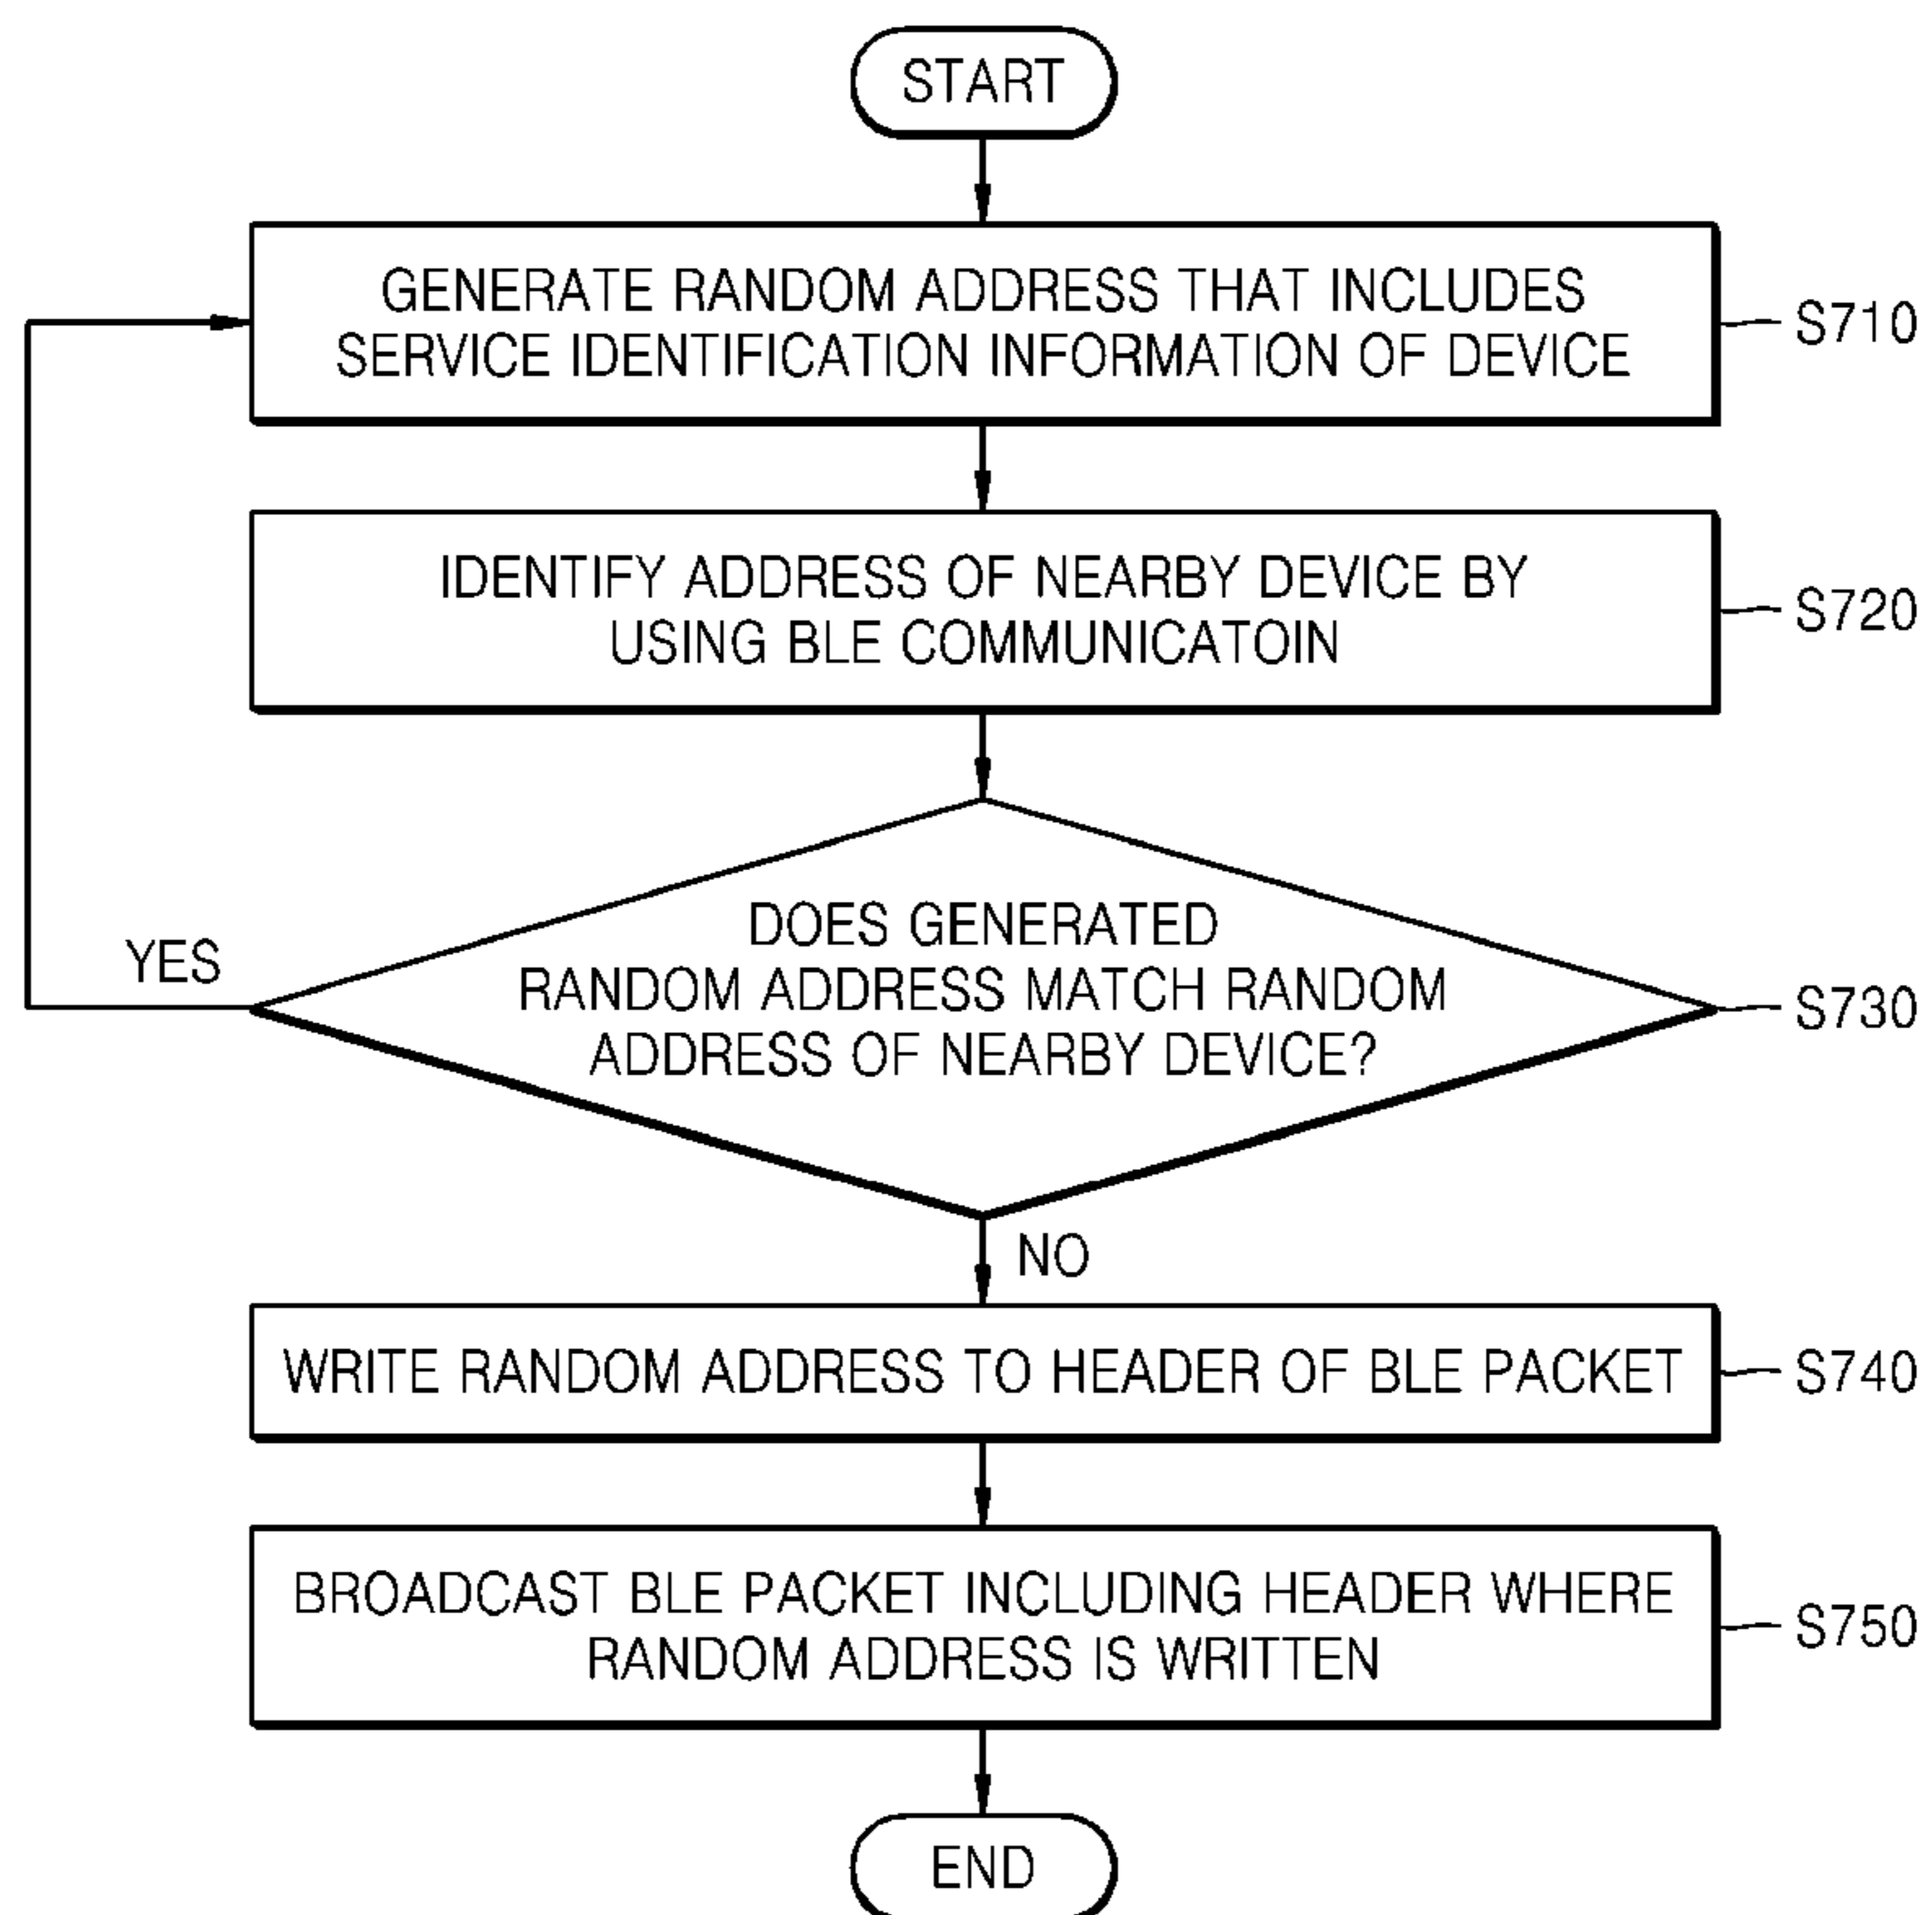 START
GENERATE RANDOM ADDRESS THAT INCLUDES
SERVICE IDENTIFICATION INFORMATION OF DEVICE
S710
IDENTIFY ADDRESS OF NEARBY DEVICE BY
USING BLE COMMUNICATOIN
S720
DOES GENERATED
RANDOM ADDRESS MATCH RANDOM
ADDRESS OF NEARBY DEVICE?
YES
S730
NO
WRITE RANDOM ADDRESS TO HEADER OF BLE PACKET
S740
BROADCAST BLE PACKET INCLUDING HEADER WHERE
RANDOM ADDRESS IS WRITTEN
S750
END